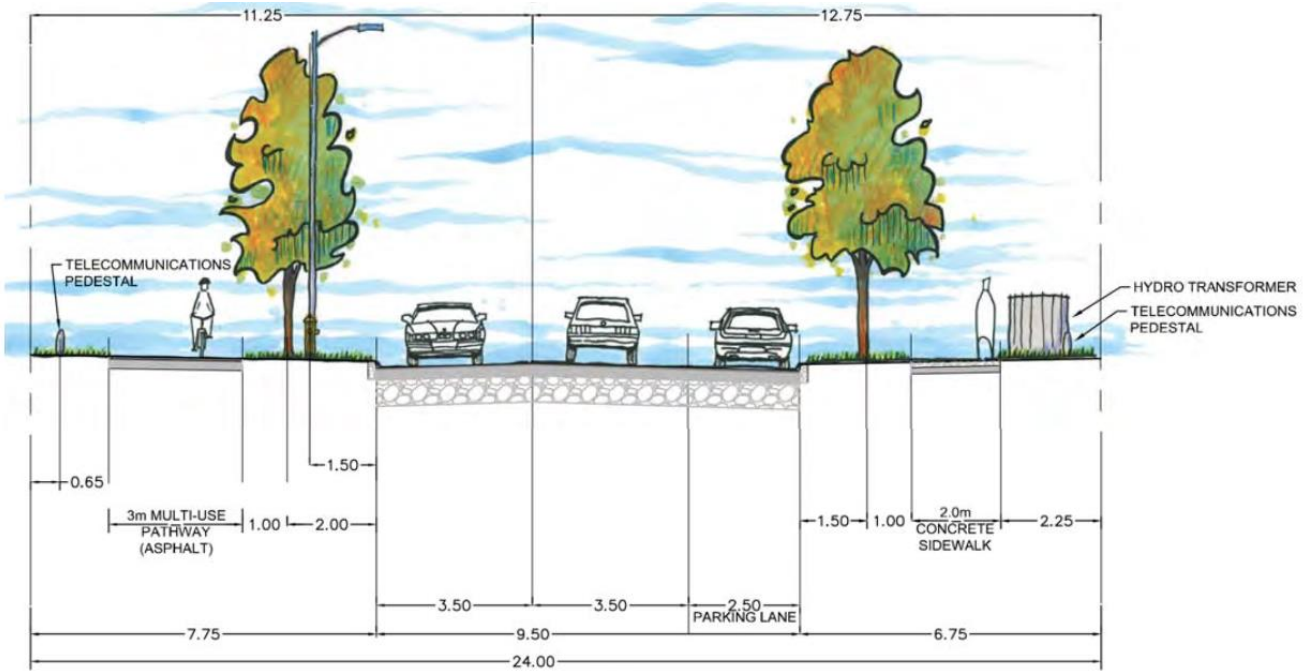 11.25
12.75
TELECOMMUNICATIONS
PEDESTAL
HYDRO TRANSFORMER
TELECOMMUNICATIONS
PEDESTAL
1.50
0.65
3m MULTI-USE
PATHWAY
(ASPHALT)
1.00
2.00
1.50
1.00
2.0m
CONCRETE
SIDEWALK
2.25
3.50
3.50
2.50
PARKING LANE
7.75
9.50
6.75
24.00